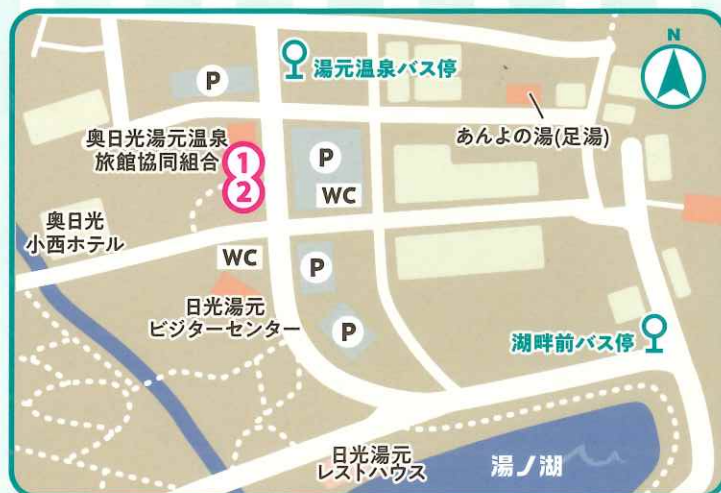 N
湯元温泉バス停
P
あんよの湯(足湯)
奥日光湯元温泉
旅館協同組合
1
2
P
WC
奥日光
小西ホテル
WC
P
日光湯元
ビジターセンター
P
湖畔前バス停
日光湯元
レストハウス
湯ノ湖